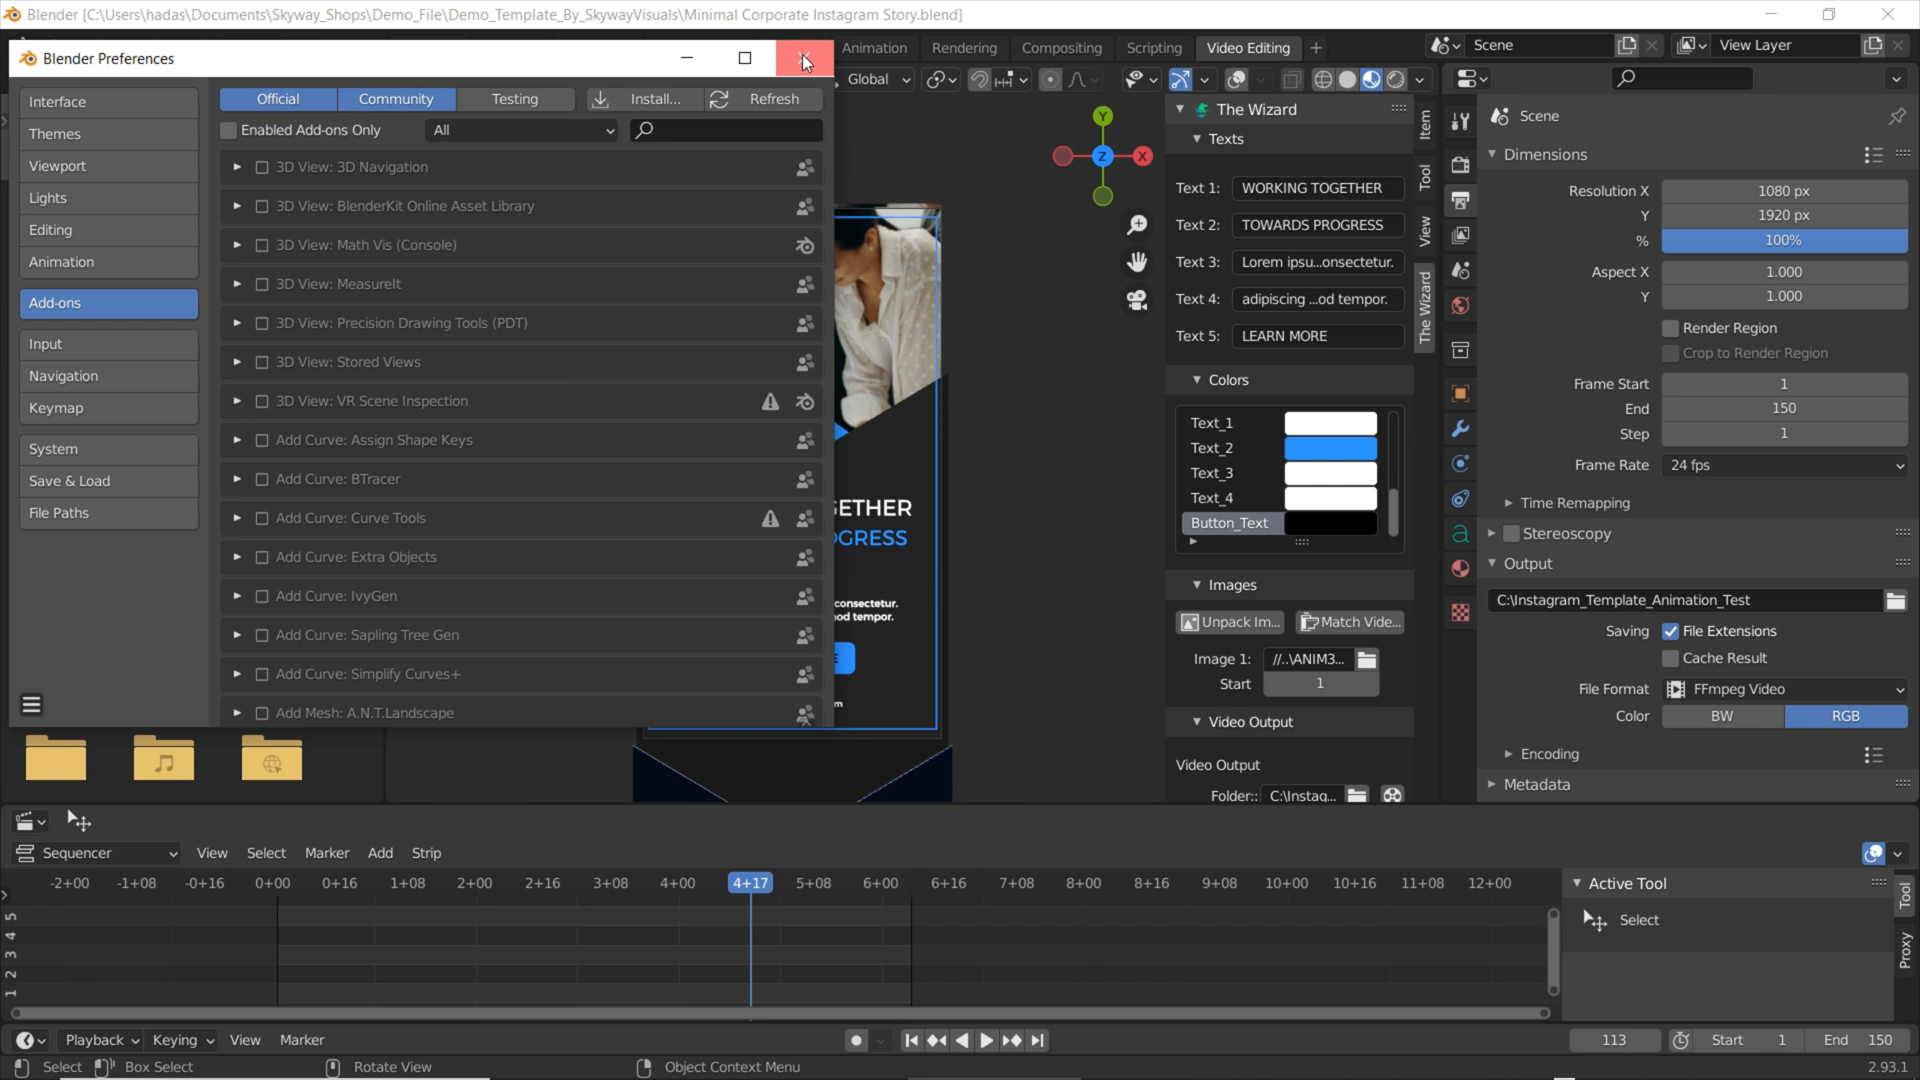 Blender [C:\Users\hadas\Documents\Skyway_Shops\Demo_File\Demo_Template_By_SkywayVisuals\Minimal Corporate Instagram Story.blend]
Blender Preferences
Animation
Rendering
Compositing
Scripting
Video Editing
+
Scene
View Layer
Interface
Themes
Viewport
Lights
Editing
Animation
Add-ons
Input
Navigation
Keymap
System
Save & Load
File Paths
Official
Community
Testing
Install...
Refresh
Enabled Add-ons Only
All
3D View: 3D Navigation
3D View: BlenderKit Online Asset Library
3D View: Math Vis (Console)
3D View: MeasureIt
3D View: Precision Drawing Tools (PDT)
3D View: Stored Views
3D View: VR Scene Inspection
Add Curve: Assign Shape Keys
Add Curve: BTracer
Add Curve: Curve Tools
Add Curve: Extra Objects
Add Curve: IvyGen
Add Curve: Sapling Tree Gen
Add Curve: Simplify Curves+
Add Mesh: A.N.T.Landscape
Global
Y
Z
X
GETHER
OGRESS
consectetur.
od tempor.
E
m
The Wizard
Texts
Text 1: WORKING TOGETHER
Text 2: TOWARDS PROGRESS
Text 3: Lorem ipsu...onsectetur.
Text 4: adipiscing ...od tempor.
Text 5: LEARN MORE
Colors
Text_1
Text_2
Text_3
Text_4
Button_Text
Images
Unpack Im...
Match Vide...
Image 1: //..\ANIM3...
Start 1
Video Output
Video Output
Folder:: C:\Instag...
Item
Tool
View
The Wizard
Scene
Dimensions
Resolution X 1080 px
Y 1920 px
% 100%
Aspect X 1.000
Y 1.000
Render Region
Crop to Render Region
Frame Start 1
End 150
Step 1
Frame Rate 24 fps
Time Remapping
Stereoscopy
Output
C:\Instagram_Template_Animation_Test
Saving File Extensions
Cache Result
File Format FFmpeg Video
Color BW RGB
Encoding
Metadata
Sequencer
View
Select
Marker
Add
Strip
-2+00 -1+08 -0+16 0+00 0+16 1+08 2+00 2+16 3+08 4+00 4+17 5+08 6+00 6+16 7+08 8+00 8+16 9+08 10+00 10+16 11+08 12+00
5
4
3
2
1
Active Tool
Select
Tool
Proxy
Playback
Keying
View
Marker
113
Start 1
End 150
Select
Box Select
Rotate View
Object Context Menu
2.93.1